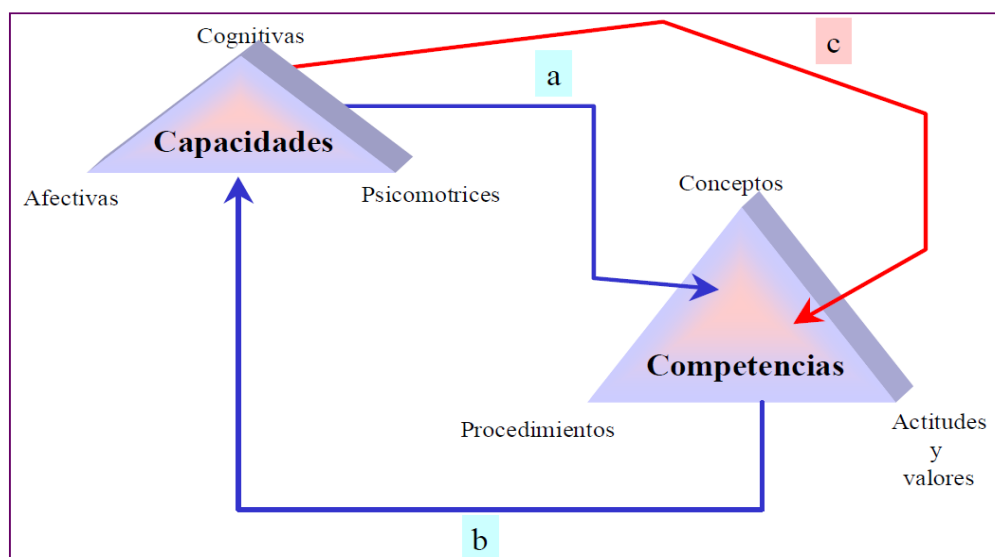 Cognitivas
c
a
Capacidades
Afectivas
Psicomotrices
Conceptos
Competencias
Procedimientos
Actitudes
y
valores
b